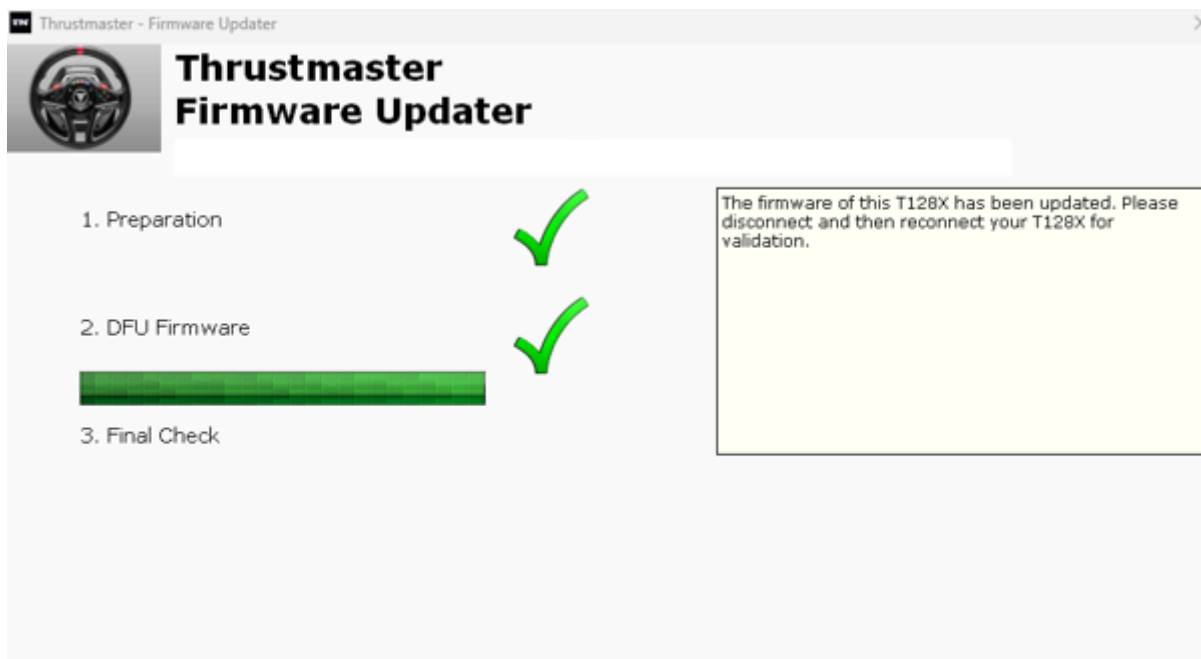 Thrustmaster - Firmware Updater
Thrustmaster
Firmware Updater
1. Preparation
2. DFU Firmware
3. Final Check
The firmware of this T128X has been updated. Please
disconnect and then reconnect your T128X for
validation.